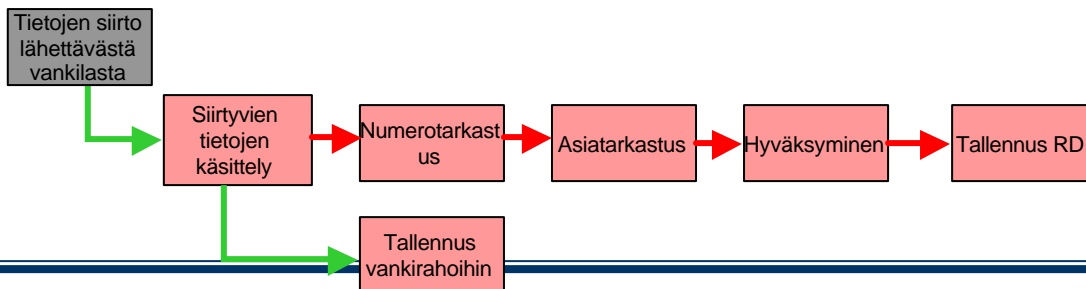 Tietojen siirto
lähettävästä
vankilasta
Siirtyvien
tietojen
käsittely
Numerotarkast
us
Asiatarkastus
Hyväksyminen
Tallennus RD
Tallennus
vankirahoihin